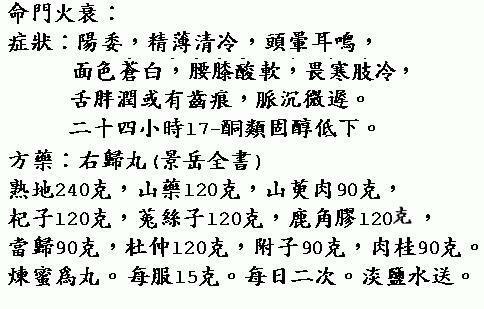 命門火衰：
症狀：陽委，精薄清冷，頭暈耳鳴，
面色蒼白，腰膝酸軟，畏寒肢冷，
舌胖潤或有齒痕，脈沉微遲。
二十四小時17-酮類固醇低下。
方藥：右歸丸(景岳全書)
熟地240克，山藥120克，山萸肉90克，
杞子120克，菟絲子120克，鹿角膠120克，
當歸90克，杜仲120克，附子90克，肉桂90克。
煉蜜爲丸。每服15克。每日二次。淡鹽水送。